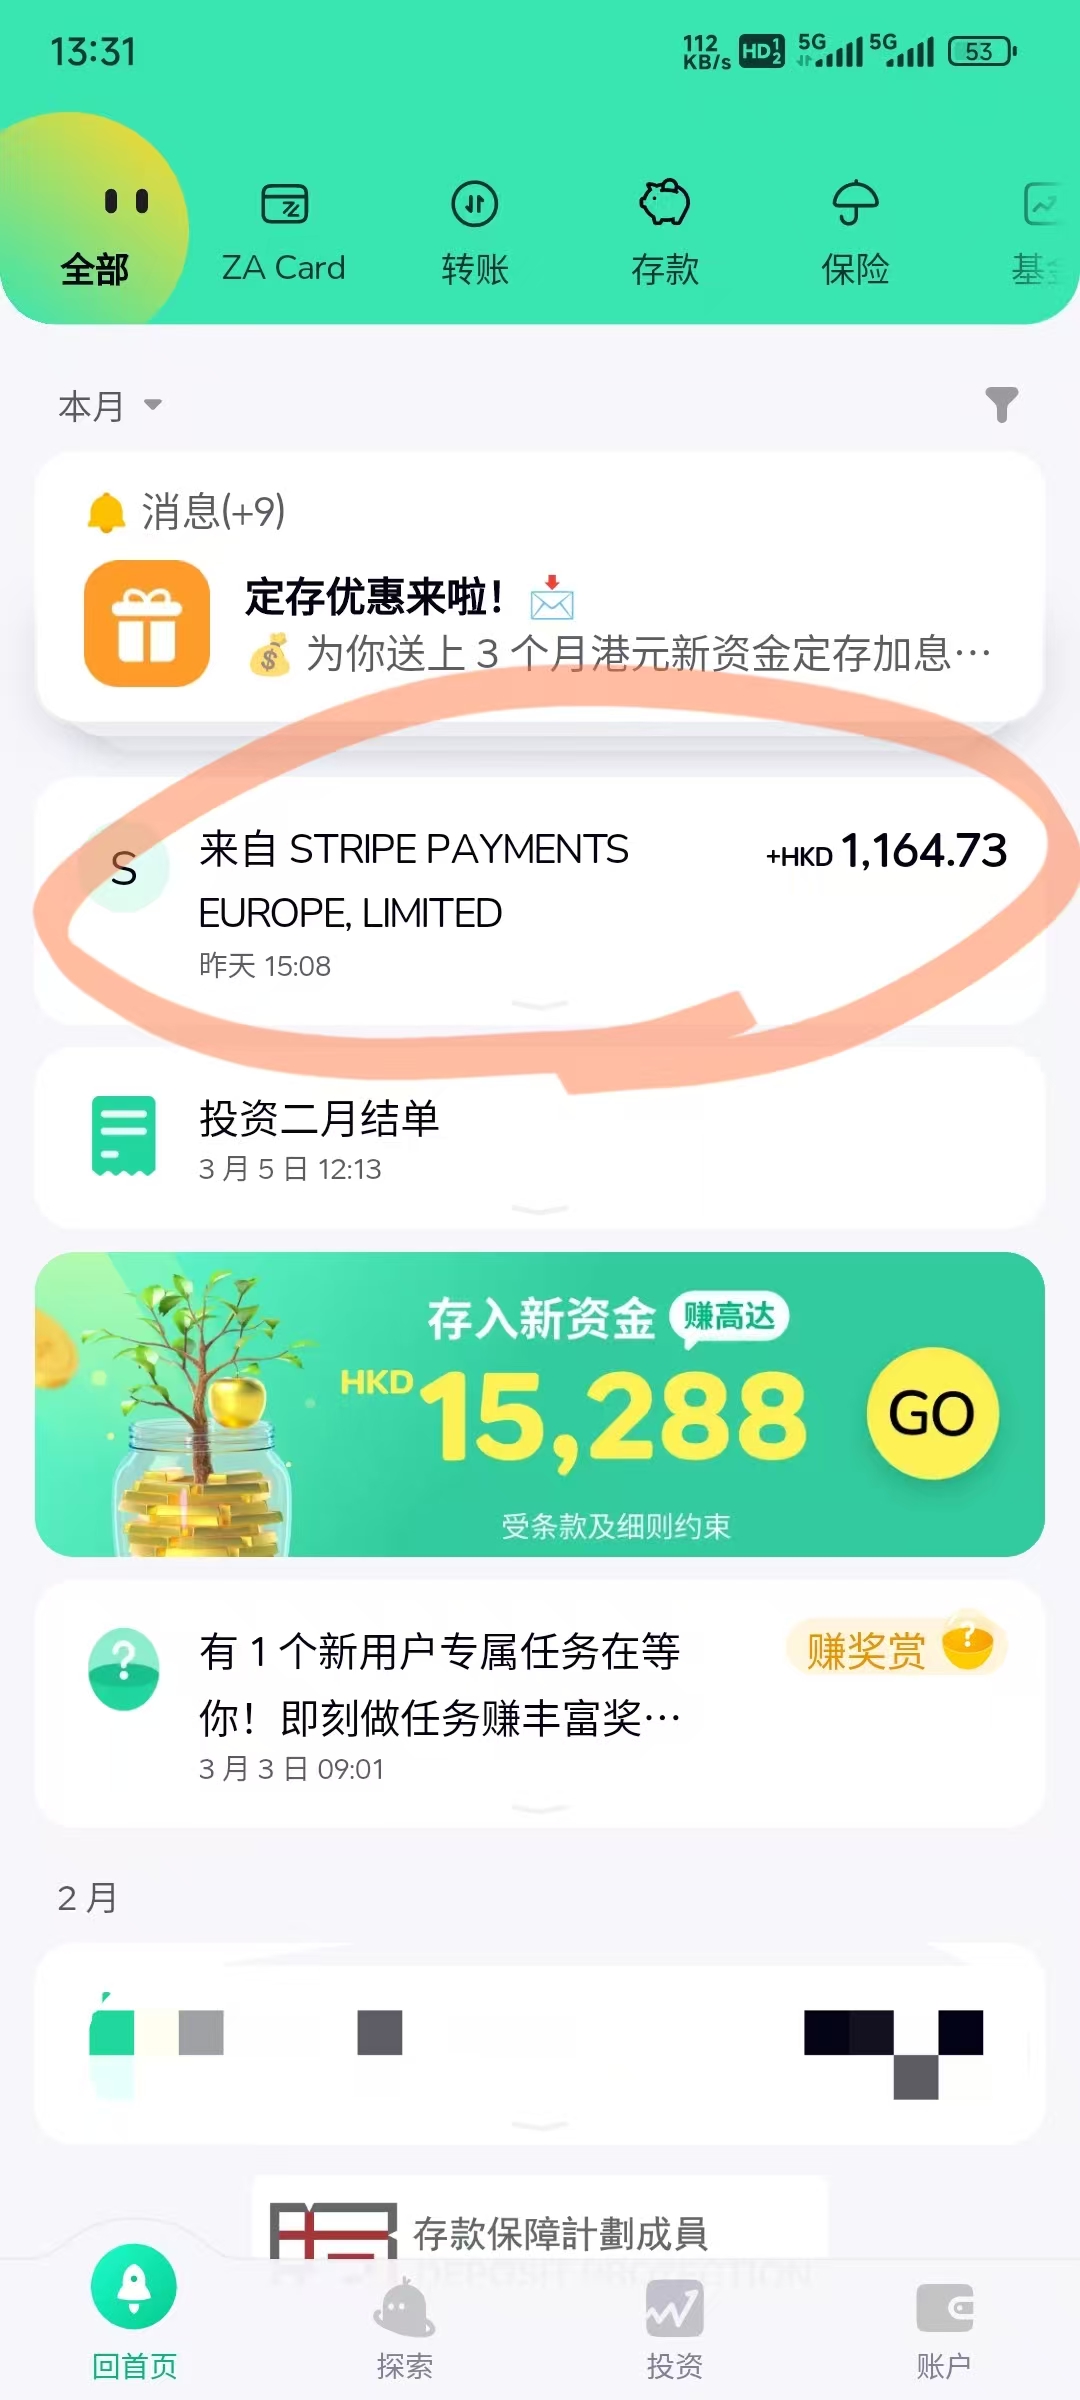 13:31
112 KB/s HD 1 2 5G 5G 53
全部
ZA Card
转账
存款
保险
基金
本月
消息(+9)
定存优惠来啦！
为你送上 3 个月港元新资金定存加息…
S
来自 STRIPE PAYMENTS
+HKD 1,164.73
EUROPE, LIMITED
昨天 15:08
投资二月结单
3 月 5 日 12:13
存入新资金 赚高达
HKD 15,288
GO
受条款及细则约束
有 1 个新用户专属任务在等
赚奖赏
你！即刻做任务赚丰富奖…
3 月 3 日 09:01
2 月
存款保障計劃成員
DEPOSIT PROTECTION
回首页
探索
投资
账户